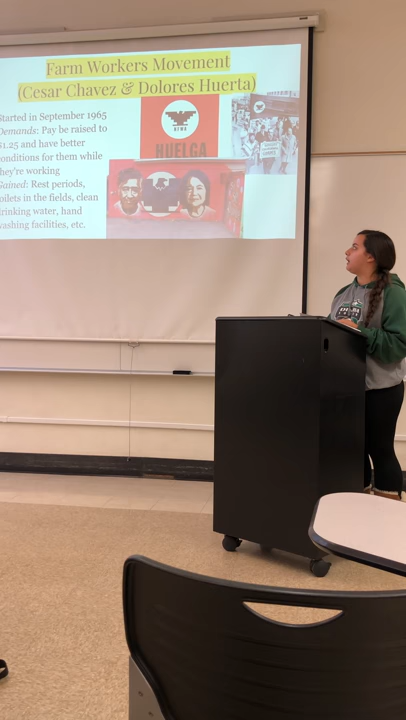 Farm Workers Movement
(Cesar Chavez & Dolores Huerta)
Started in September 1965
Demands: Pay be raised to
$1.25 and have better
conditions for them while
they're working
Gained: Rest periods,
toilets in the fields, clean
drinking water, hand
washing facilities, etc.
HUELGA